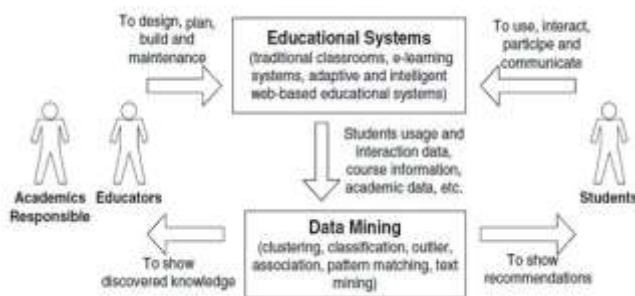 To design, plan,
build and
maintenance
Educational Systems
(traditional classrooms, e-learning
systems, adaptive and intelligent
web-based educational systems)
To use, interact,
participe and
communicate
Students usage and
interaction data,
course information,
academic data, etc.
Academics
Responsible
Educators
Students
Data Mining
(clustering, classification, outlier,
association, pattern matching, text
mining)
To show
discovered knowledge
To show
recommendations